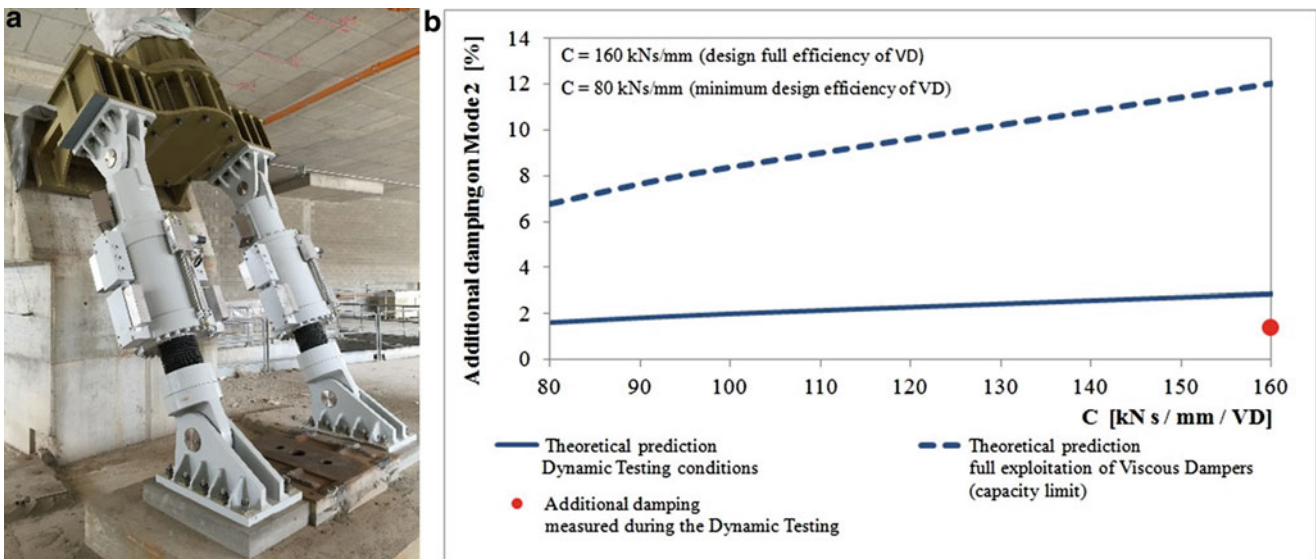 a
b
14
12
10
8
6
4
2
0
Additional damping on Mode 2 [%]
C = 160 kNs/mm (design full efficiency of VD)
C = 80 kNs/mm (minimum design efficiency of VD)
80 90 100 110 120 130 140 150 160
C [kN s / mm / VD]
Theoretical prediction
Dynamic Testing conditions
Theoretical prediction
full exploitation of Viscous Dampers
(capacity limit)
Additional damping
measured during the Dynamic Testing